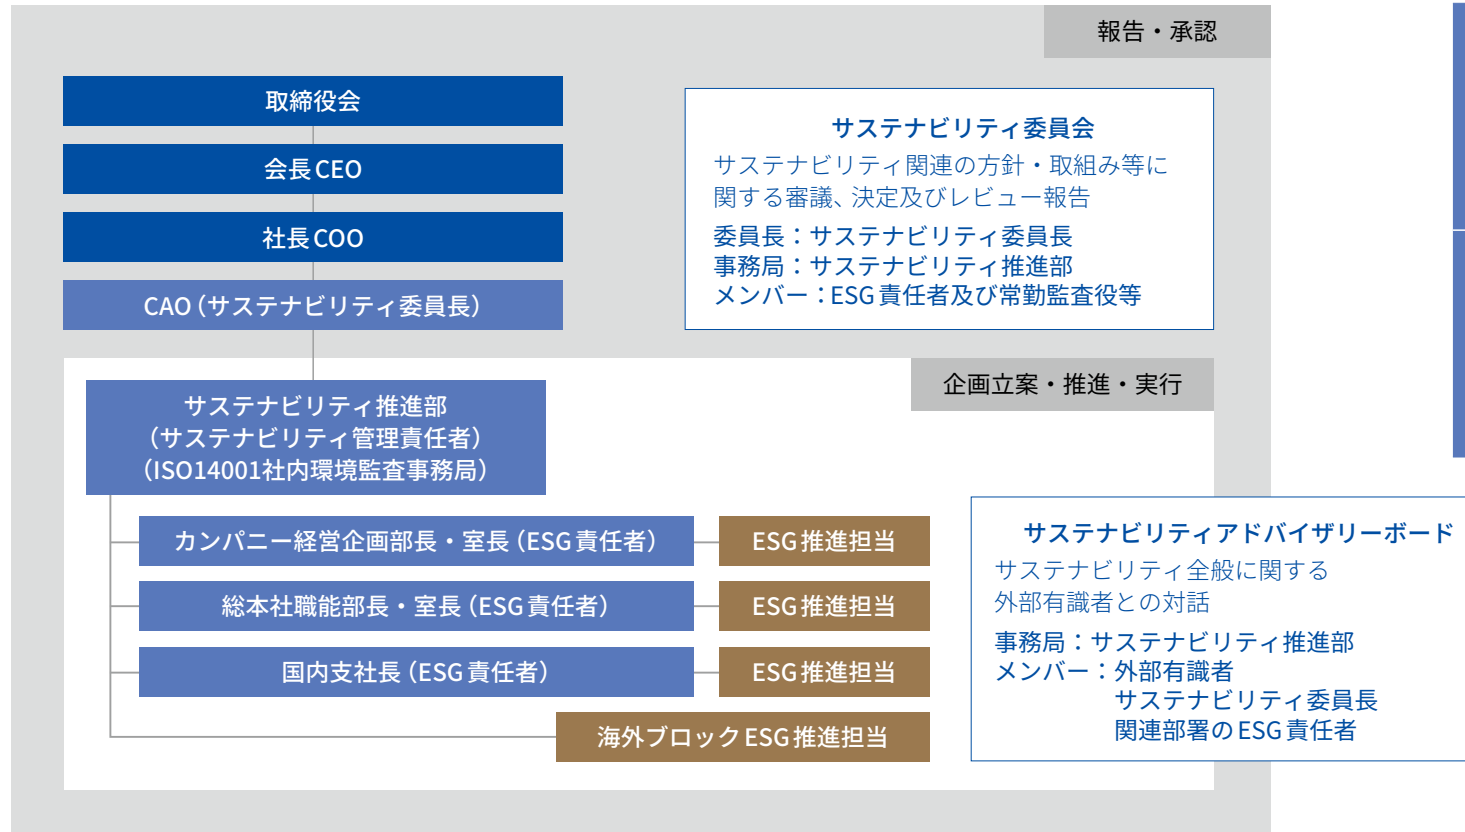 報告・承認
取締役会
会長CEO
社長COO
CAO（サステナビリティ委員長）
サステナビリティ委員会
サステナビリティ関連の方針・取組み等に
関する審議、決定及びレビュー報告
委員長：サステナビリティ委員長
事務局：サステナビリティ推進部
メンバー：ESG責任者及び常勤監査役等
企画立案・推進・実行
サステナビリティ推進部
（サステナビリティ管理責任者）
（ISO14001社内環境監査事務局）
カンパニー経営企画部長・室長（ESG責任者）
ESG推進担当
総本社職能部長・室長（ESG責任者）
ESG推進担当
国内支社長（ESG責任者）
ESG推進担当
海外ブロックESG推進担当
サステナビリティアドバイザリーボード
サステナビリティ全般に関する
外部有識者との対話
事務局：サステナビリティ推進部
メンバー：外部有識者
サステナビリティ委員長
関連部署のESG責任者